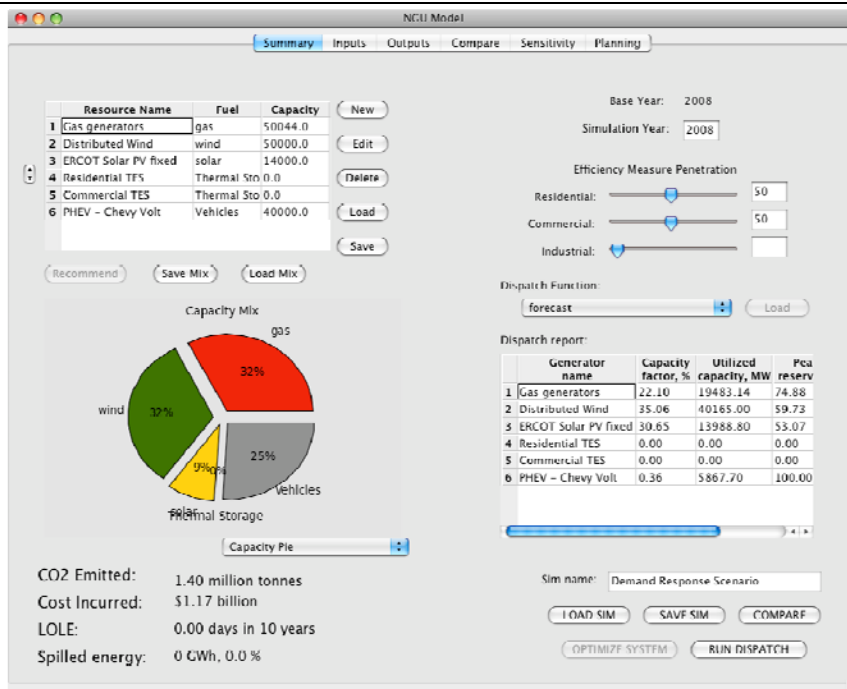 NGU Model
Summary Inputs Outputs Compare Sensitivity Planning
Resource Name Fuel Capacity
1 Gas generators gas 50044.0
2 Distributed Wind wind 50000.0
3 ERCOT Solar PV fixed solar 14000.0
4 Residential TES Thermal Sto 0.0
5 Commercial TES Thermal Sto 0.0
6 PHEV – Chevy Volt Vehicles 40000.0
New
Edit
Delete
Load
Save
Recommend Save Mix Load Mix
Base Year: 2008
Simulation Year: 2008
Efficiency Measure Penetration
Residential: 50
Commercial: 50
Industrial:
Dispatch Function:
forecast Load
Capacity Mix
gas
32%
wind
32%
9%
0%
25%
Vehicles
solar
Thermal Storage
Capacity Pie
Dispatch report:
Generator name Capacity factor, % Utilized capacity, MW Pea reserv
1 Gas generators 22.10 19483.14 74.88
2 Distributed Wind 35.06 40165.00 59.73
3 ERCOT Solar PV fixed 30.65 13988.80 53.07
4 Residential TES 0.00 0.00 0.00
5 Commercial TES 0.00 0.00 0.00
6 PHEV – Chevy Volt 0.36 5867.70 100.00
CO2 Emitted: 1.40 million tonnes
Cost Incurred: $1.17 billion
LOLE: 0.00 days in 10 years
Spilled energy: 0 GWh, 0.0 %
Sim name: Demand Response Scenario
LOAD SIM SAVE SIM COMPARE
OPTIMIZE SYSTEM RUN DISPATCH